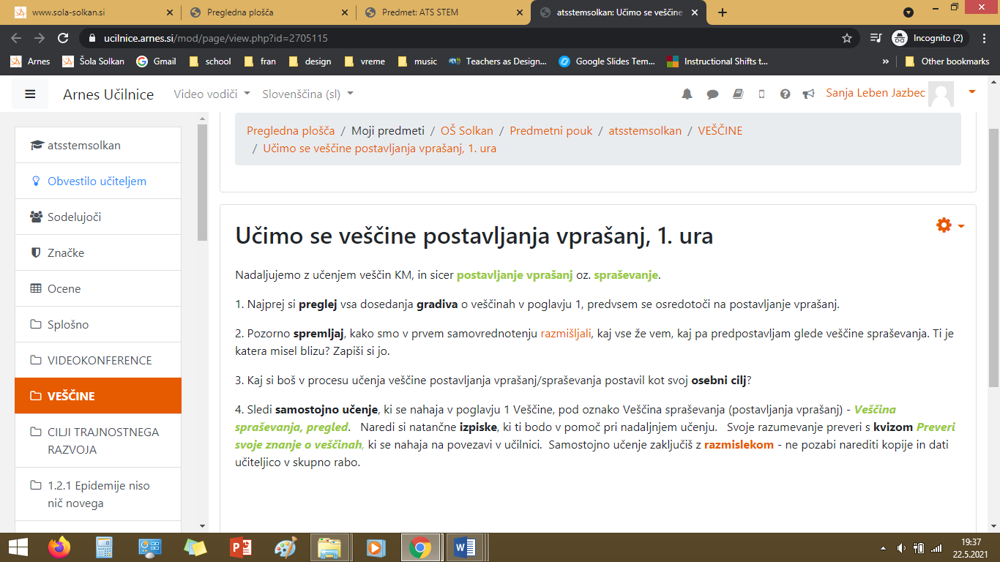 www.sola-solkan.si
Pregledna plošča
Predmet: ATS STEM
atsstemsolkan: Učimo se veščine
ucilnice.arnes.si/mod/page/view.php?id=2705115
Incognito (2)
Arnes
Šola Solkan
Gmail
school
fran
design
vreme
music
Teachers as Design...
Google Slides Tem...
Instructional Shifts t...
»
Other bookmarks
Arnes Učilnice
Video vodiči
Slovenščina (sl)
Sanja Leben Jazbec
atsstemsolkan
Obvestilo učiteljem
Sodelujoči
Značke
Ocene
Splošno
VIDEOKONFERENCE
VEŠČINE
CILJI TRAJNOSTNEGA
RAZVOJA
1.2.1 Epidemije niso
nič novega
Pregledna plošča / Moji predmeti / OŠ Solkan / Predmetni pouk / atsstemsolkan / VEŠČINE
/ Učimo se veščine postavljanja vprašanj, 1. ura
Učimo se veščine postavljanja vprašanj, 1. ura
Nadaljujemo z učenjem veščin KM, in sicer postavljanje vprašanj oz. spraševanje.
1. Najprej si preglej vsa dosedanja gradiva o veščinah v poglavju 1, predvsem se osredotoči na postavljanje vprašanj.
2. Pozorno spremljaj, kako smo v prvem samovrednotenju razmišljali, kaj vse že vem, kaj pa predpostavljam glede veščine spraševanja. Ti je
katera misel blizu? Zapiši si jo.
3. Kaj si boš v procesu učenja veščine postavljanja vprašanj/spraševanja postavil kot svoj osebni cilj?
4. Sledi samostojno učenje, ki se nahaja v poglavju 1 Veščine, pod oznako Veščina spraševanja (postavljanja vprašanj) - Veščina
spraševanja, pregled. Naredi si natančne izpiske, ki ti bodo v pomoč pri nadaljnjem učenju. Svoje razumevanje preveri s kvizom Preveri
svoje znanje o veščinah, ki se nahaja na povezavi v učilnici. Samostojno učenje zaključiš z razmislekom - ne pozabi narediti kopije in dati
učiteljico v skupno rabo.
19:37
22.5.2021